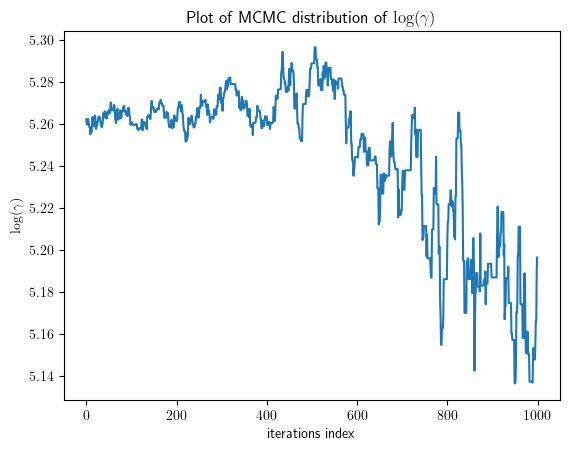 Plot of MCMC distribution of log(γ)
5.30
5.28
5.26
5.24
5.22
5.20
5.18
5.16
5.14
log(γ)
0 200 400 600 800 1000
iterations index